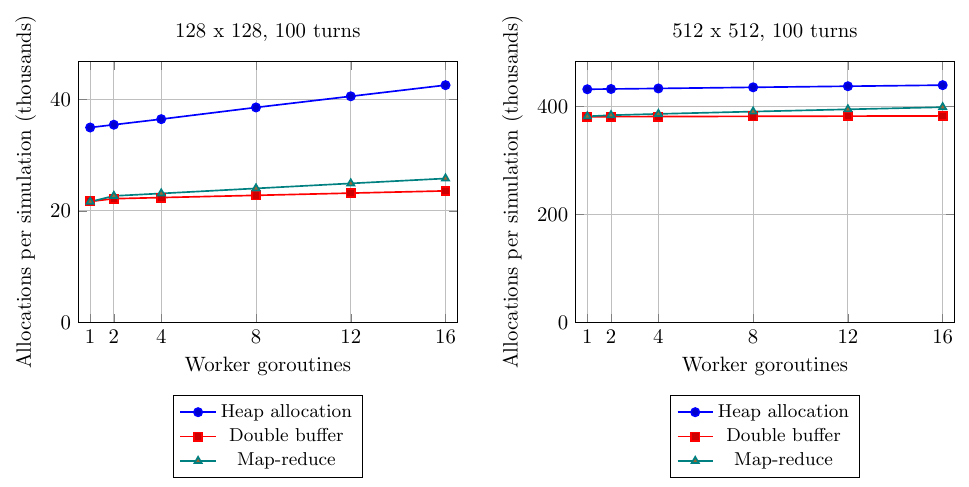 128 x 128, 100 turns
Allocations per simulation (thousands)
40
20
0
1 2 4 8 12 16
Worker goroutines
Heap allocation
Double buffer
Map-reduce
512 x 512, 100 turns
Allocations per simulation (thousands)
400
200
0
1 2 4 8 12 16
Worker goroutines
Heap allocation
Double buffer
Map-reduce